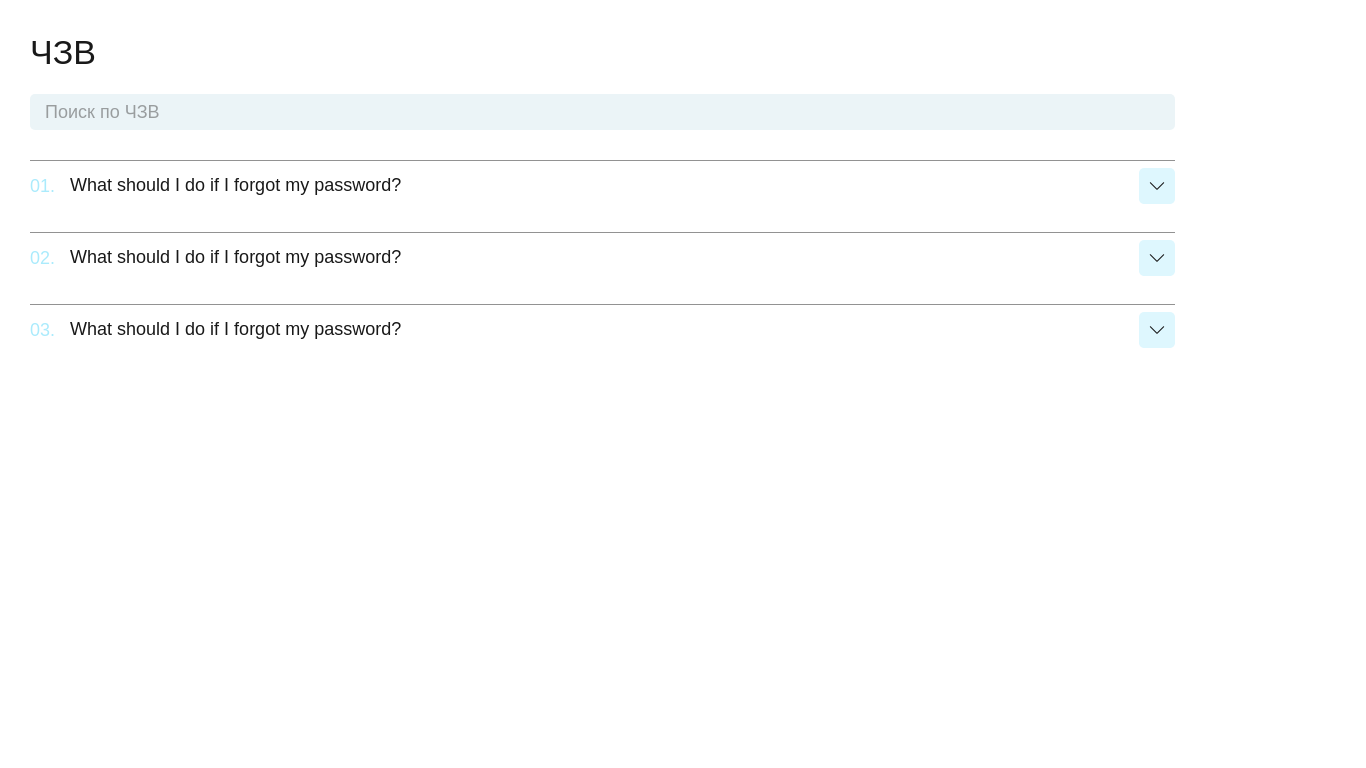 ЧЗВ
Поиск по ЧЗВ
01. What should I do if I forgot my password?
02. What should I do if I forgot my password?
03. What should I do if I forgot my password?